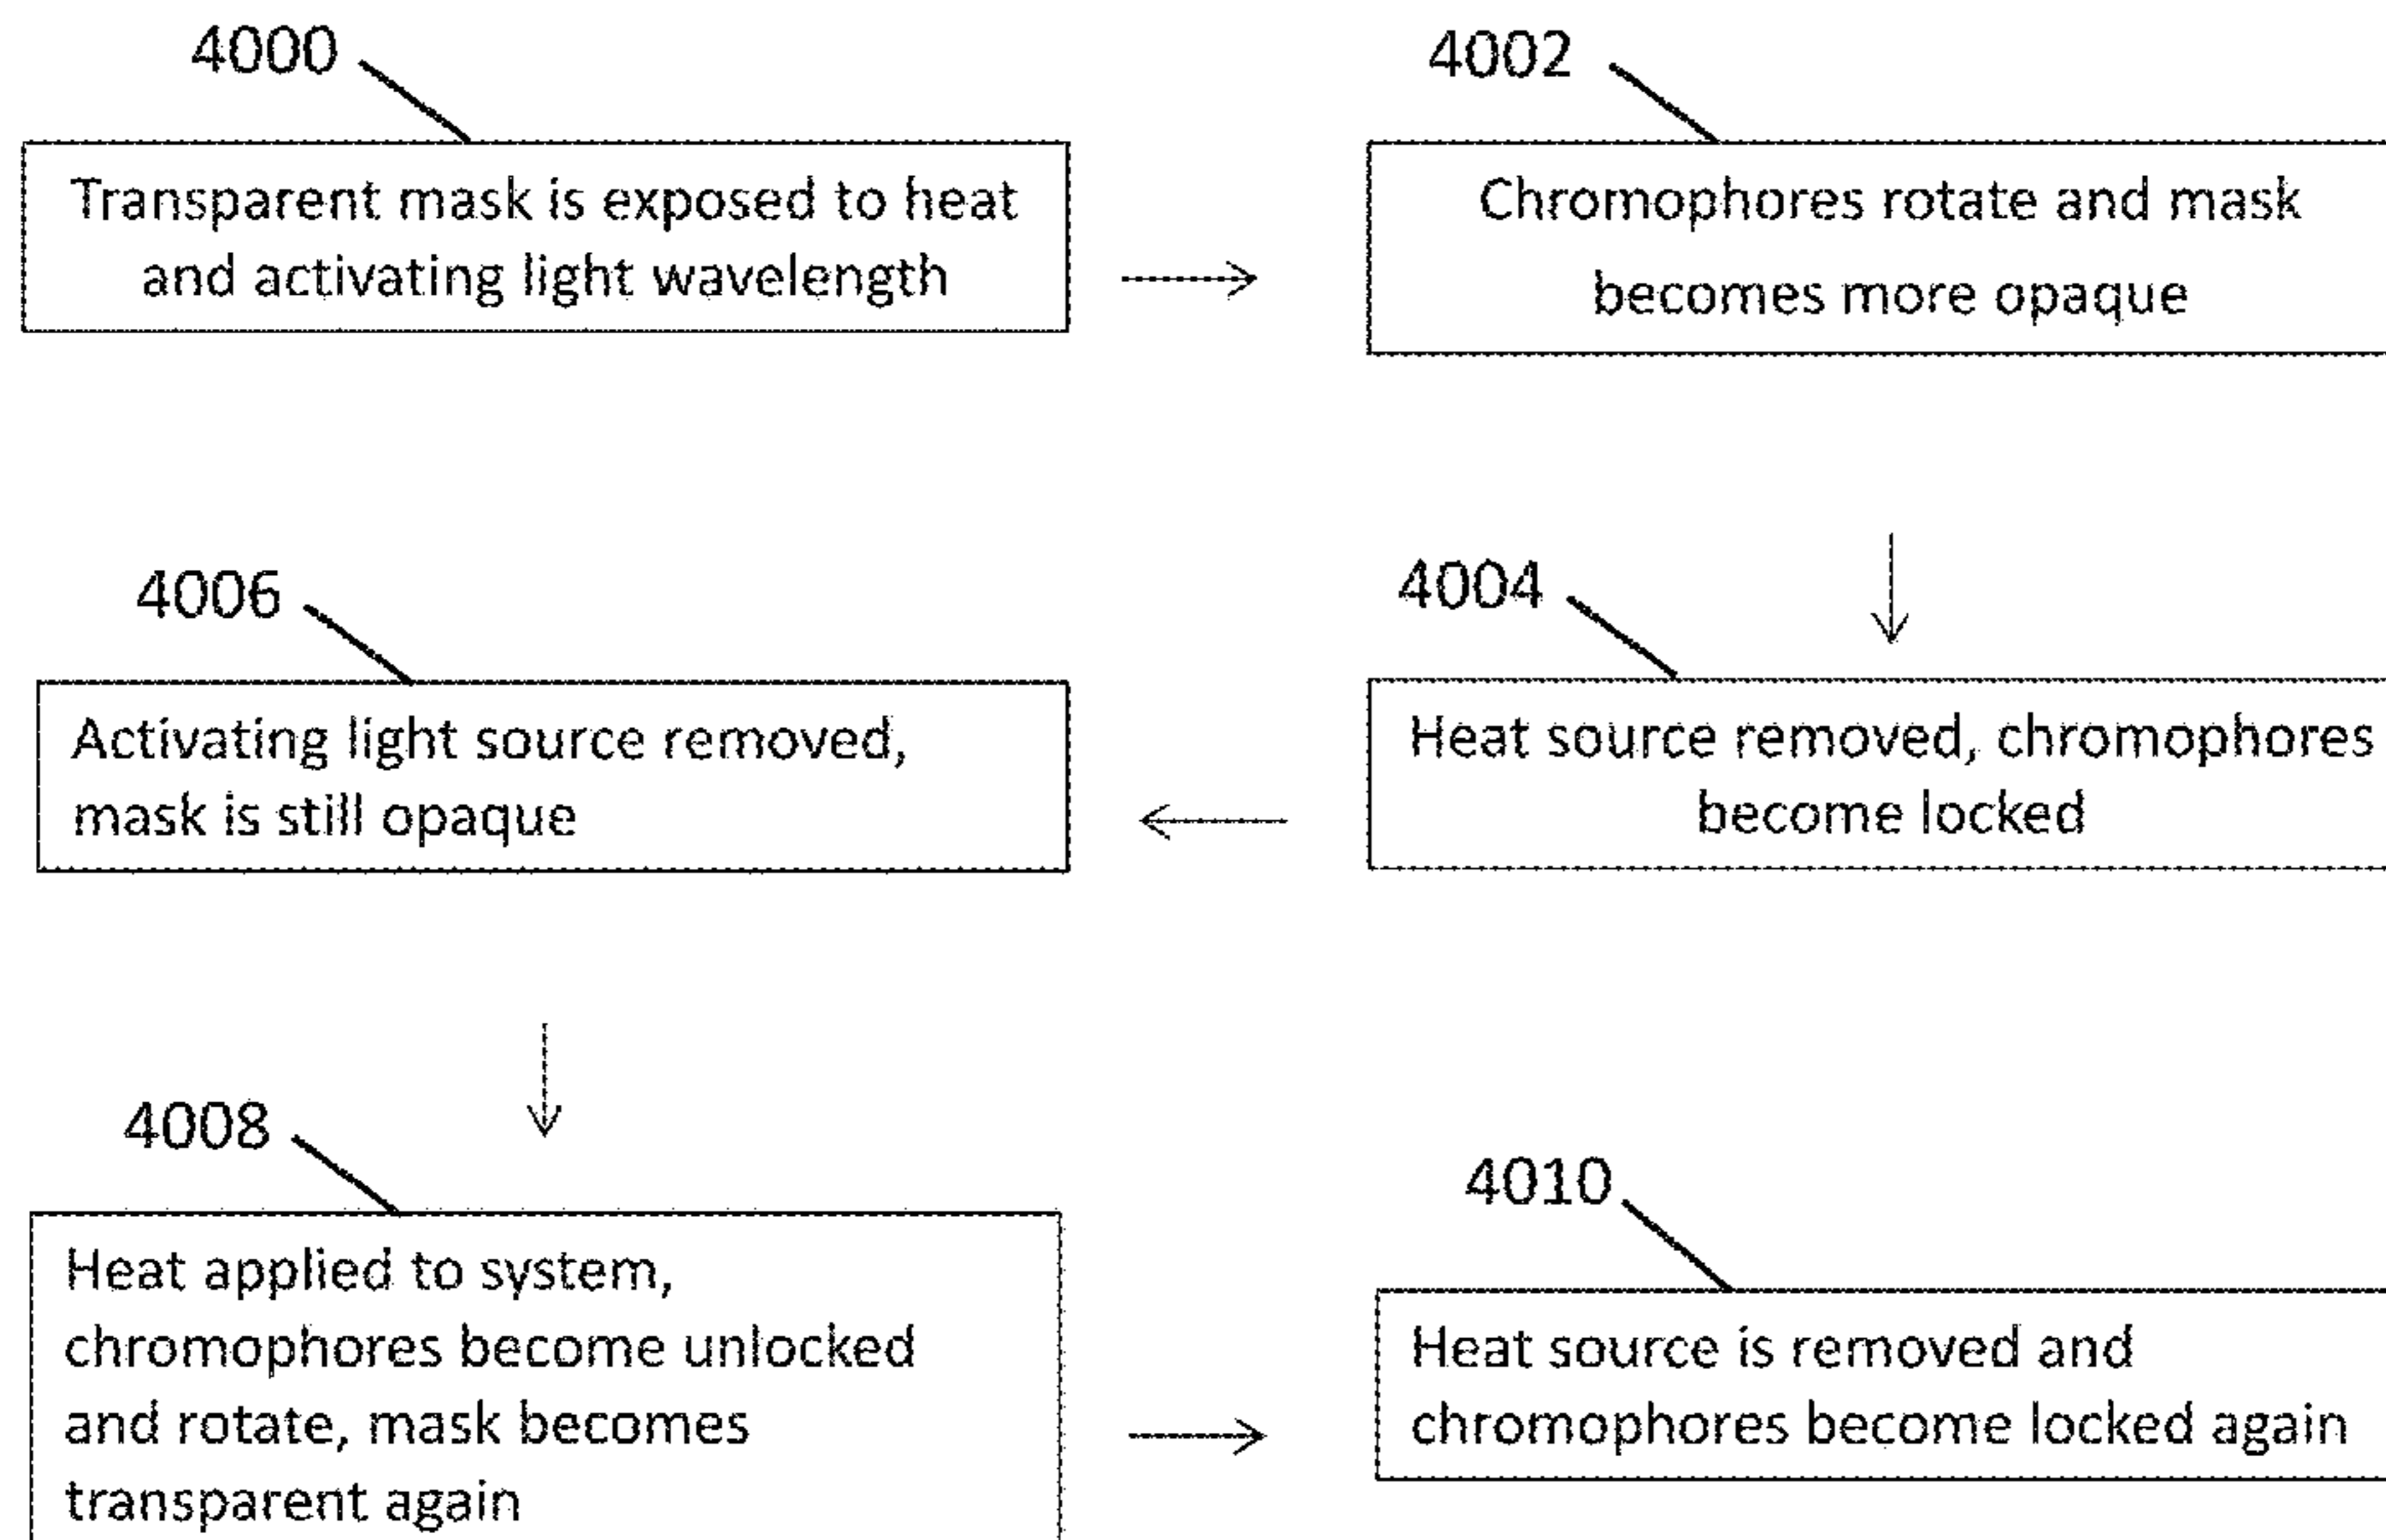 4000
Transparent mask is exposed to heat
and activating light wavelength
4002
Chromophores rotate and mask
becomes more opaque
4004
Heat source removed, chromophores
become locked
4006
Activating light source removed,
mask is still opaque
4008
Heat applied to system,
chromophores become unlocked
and rotate, mask becomes
transparent again
4010
Heat source is removed and
chromophores become locked again